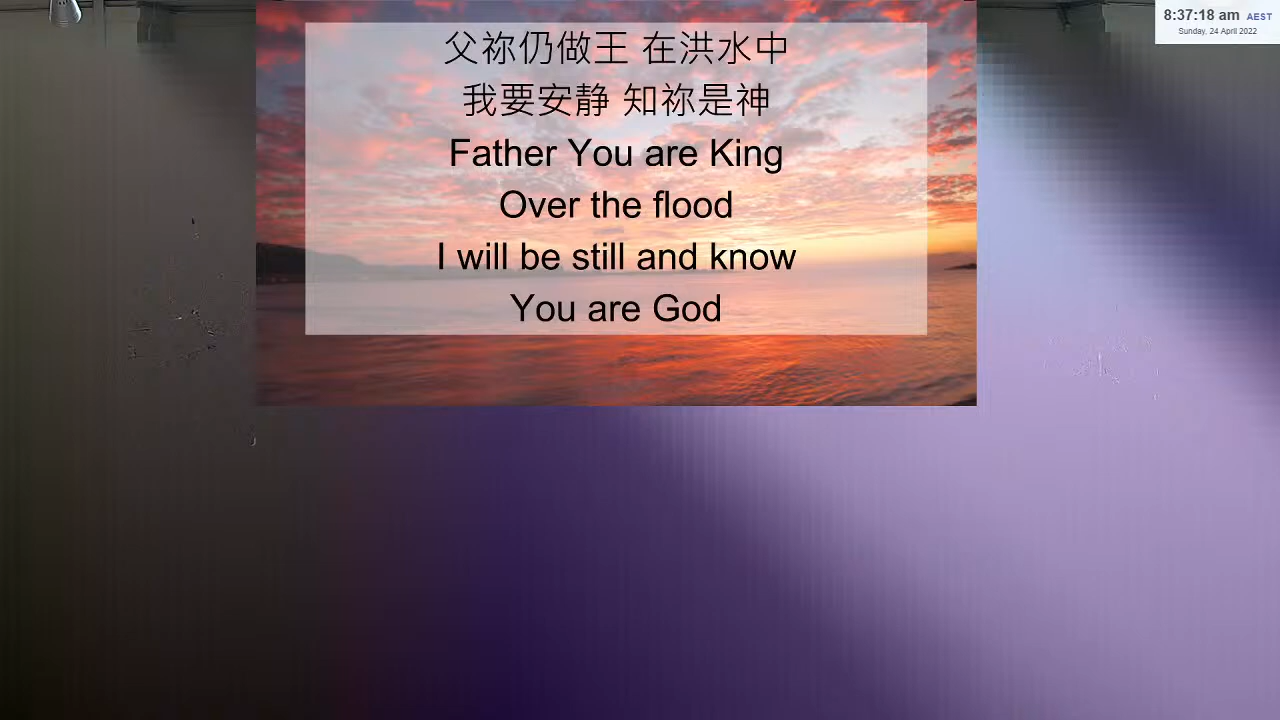 8:37:18 am AEST
Sunday, 24 April 2022
父祢仍做王 在洪水中
我要安静 知祢是神
Father You are King
Over the flood
I will be still and know
You are God